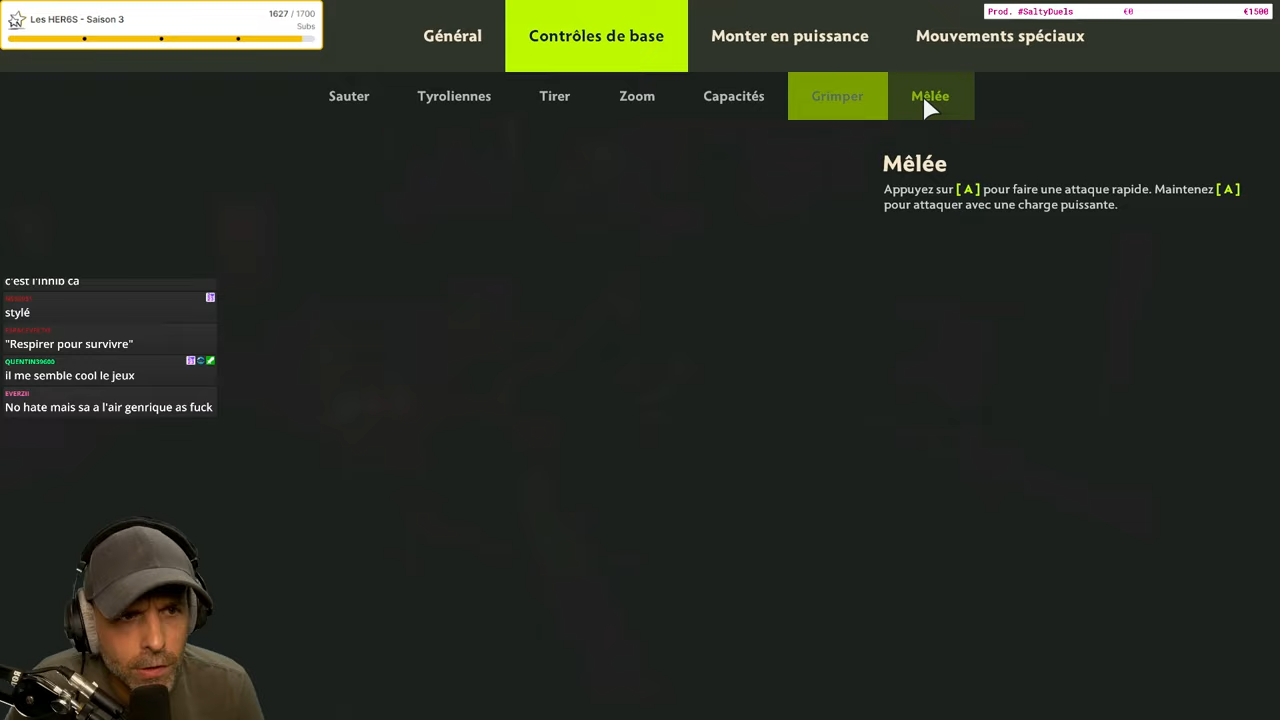 Les HER6S - Saison 3
1627 / 1700
Subs
Prod. #SaltyDuels €0 €1500
Général Contrôles de base Monter en puissance Mouvements spéciaux
Sauter Tyroliennes Tirer Zoom Capacités Grimper Mêlée
Mêlée
Appuyez sur [ A ] pour faire une attaque rapide. Maintenez [ A ]
pour attaquer avec une charge puissante.
c'est l'innib ca
stylé
"Respirer pour survivre"
QUENTIN39600
il me semble cool le jeux
EVERZII
No hate mais sa a l'air genrique as fuck